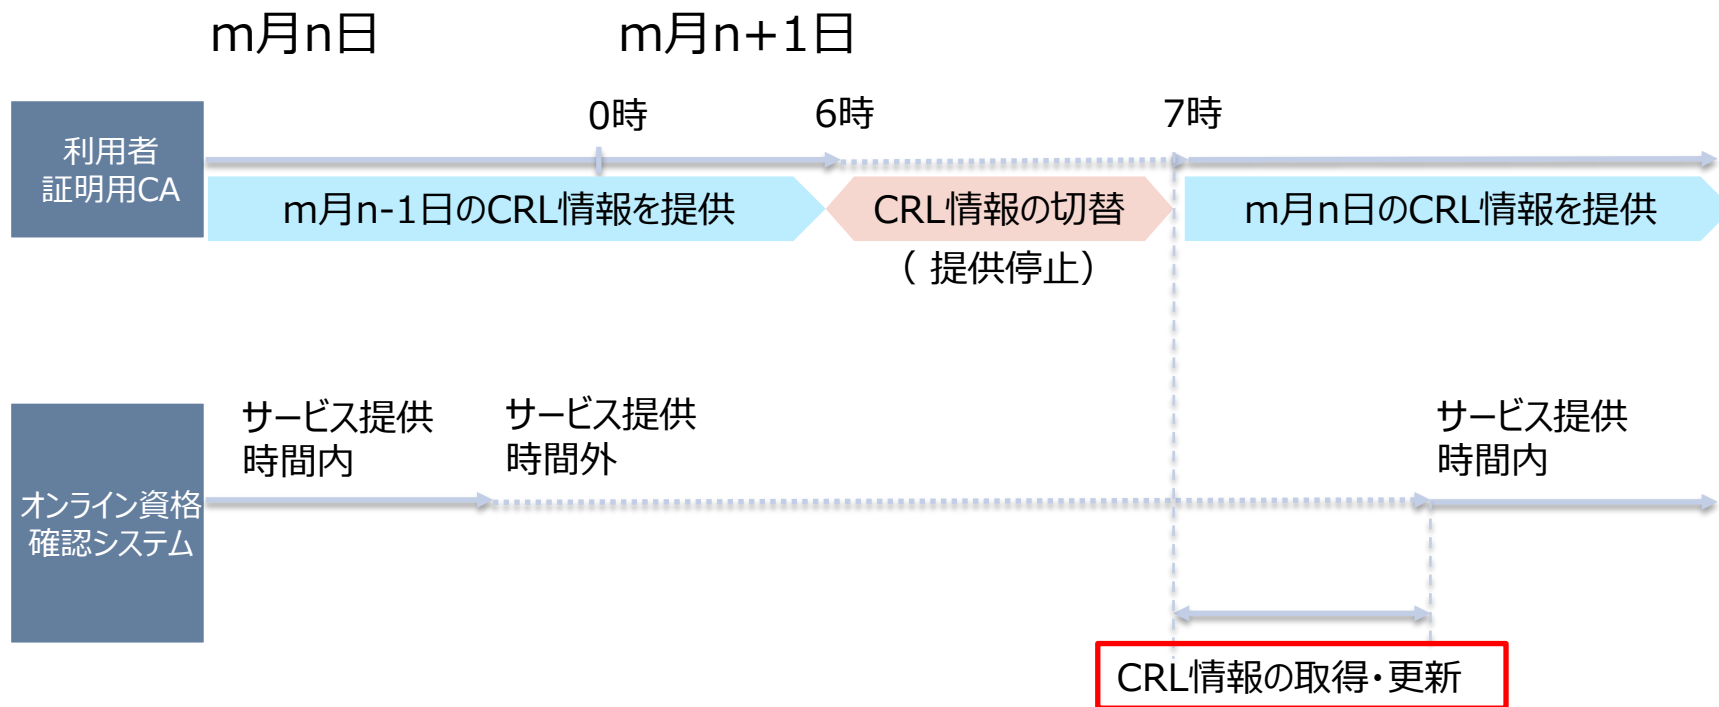 m月n日
m月n+1日
0時
6時
7時
利用者
証明用CA
m月n-1日のCRL情報を提供
CRL情報の切替
m月n日のCRL情報を提供
（ 提供停止）
サービス提供
時間内
サービス提供
時間外
サービス提供
時間内
オンライン資格
確認システム
CRL情報の取得・更新